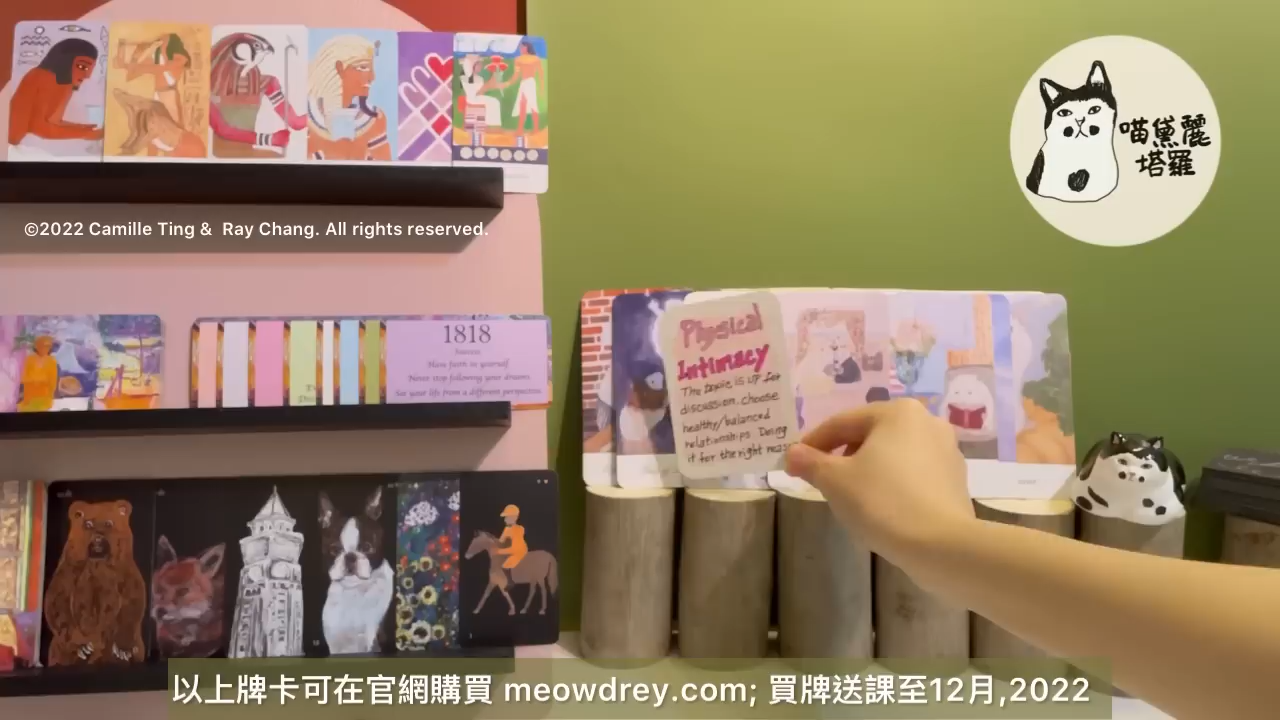 ©2022 Camille Ting & Ray Chang. All rights reserved.
喵黛麗
塔羅
1818
Success
Have faith in yourself
Never stop following your dreams
See your life from a different perspective
Physical
Intimacy
The topic is up for
discussion. choose
healthy/balanced
relationships. Doing
it for the right reas
以上牌卡可在官網購買 meowdrey.com; 買牌送課至12月,2022